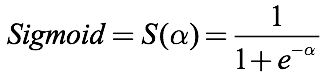 Sigmoid = S(α) = 1 / (1 + e^{-α})